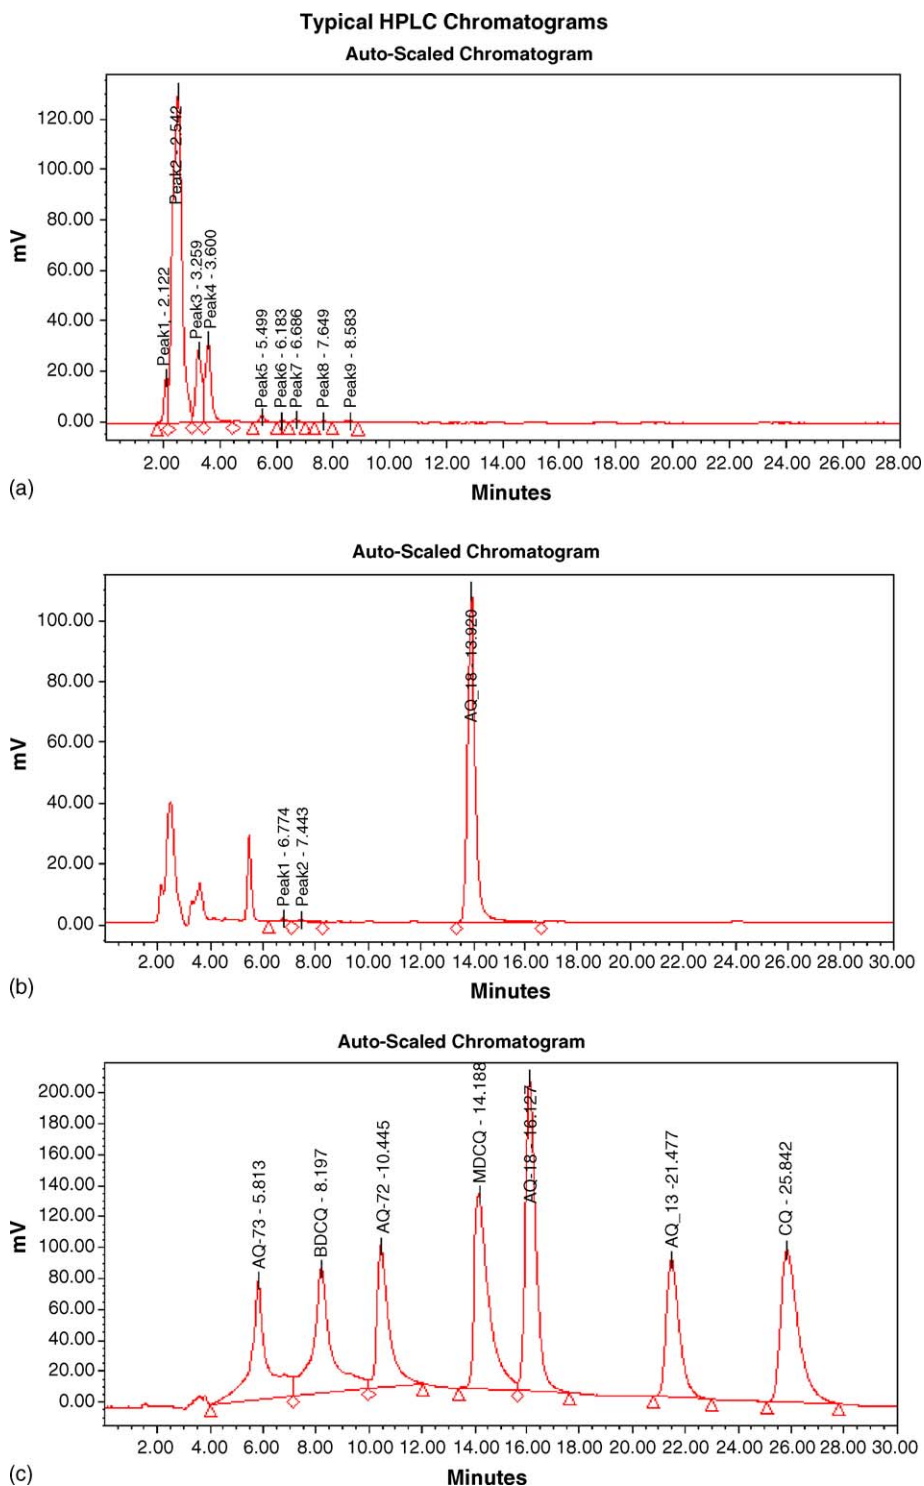 Typical HPLC Chromatograms
Auto-Scaled Chromatogram
mV
120.00
100.00
80.00
60.00
40.00
20.00
0.00
Peak1 - 2.122
Peak2 - 2.542
Peak3 - 3.259
Peak4 - 3.600
Peak5 - 5.499
Peak6 - 6.183
Peak7 - 6.686
Peak8 - 7.649
Peak9 - 8.583
2.00 4.00 6.00 8.00 10.00 12.00 14.00 16.00 18.00 20.00 22.00 24.00 26.00 28.00
Minutes
(a)
Auto-Scaled Chromatogram
mV
100.00
80.00
60.00
40.00
20.00
0.00
Peak1 - 6.774
Peak2 - 7.443
AQ_18 - 13.920
2.00 4.00 6.00 8.00 10.00 12.00 14.00 16.00 18.00 20.00 22.00 24.00 26.00 28.00 30.00
Minutes
(b)
Auto-Scaled Chromatogram
mV
200.00
180.00
160.00
140.00
120.00
100.00
80.00
60.00
40.00
20.00
0.00
AQ-73 - 5.813
BDCQ - 8.197
AQ-72 -10.445
MDCQ - 14.188
AQ-18 - 16.127
AQ_13 -21.477
CQ - 25.842
2.00 4.00 6.00 8.00 10.00 12.00 14.00 16.00 18.00 20.00 22.00 24.00 26.00 28.00 30.00
Minutes
(c)